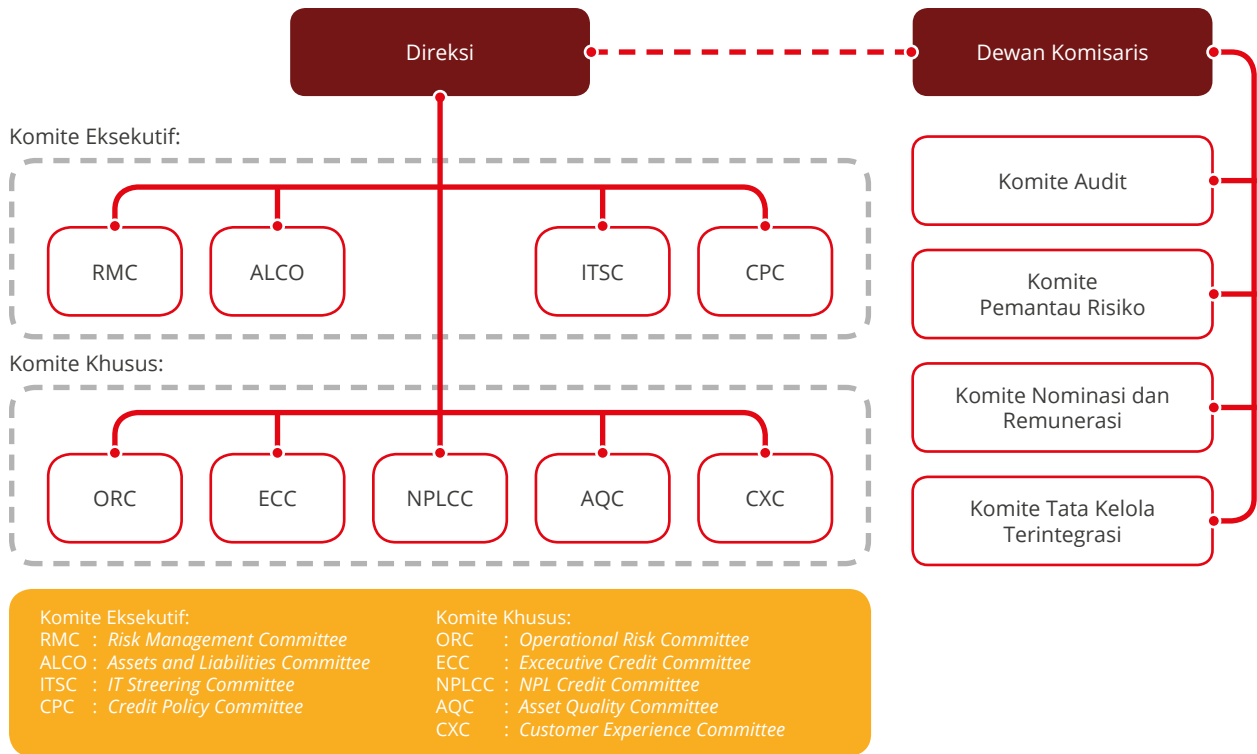 Direksi
Dewan Komisaris
Komite Eksekutif:
RMC
ALCO
ITSC
CPC
Komite Khusus:
ORC
ECC
NPLCC
AQC
CXC
Komite Audit
Komite
Pemantau Risiko
Komite Nominasi dan
Remunerasi
Komite Tata Kelola
Terintegrasi
Komite Eksekutif:
RMC : Risk Management Committee
ALCO : Assets and Liabilities Committee
ITSC : IT Streering Committee
CPC : Credit Policy Committee
Komite Khusus:
ORC : Operational Risk Committee
ECC : Excecutive Credit Committee
NPLCC : NPL Credit Committee
AQC : Asset Quality Committee
CXC : Customer Experience Committee